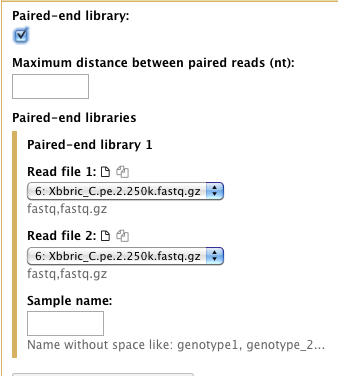 Paired-end library:
Maximum distance between paired reads (nt):
Paired-end libraries
Paired-end library 1
Read file 1:
6: Xbbric_C.pe.2.250k.fastq.gz
fastq,fastq.gz
Read file 2:
6: Xbbric_C.pe.2.250k.fastq.gz
fastq,fastq.gz
Sample name:
Name without space like: genotype1, genotype_2...